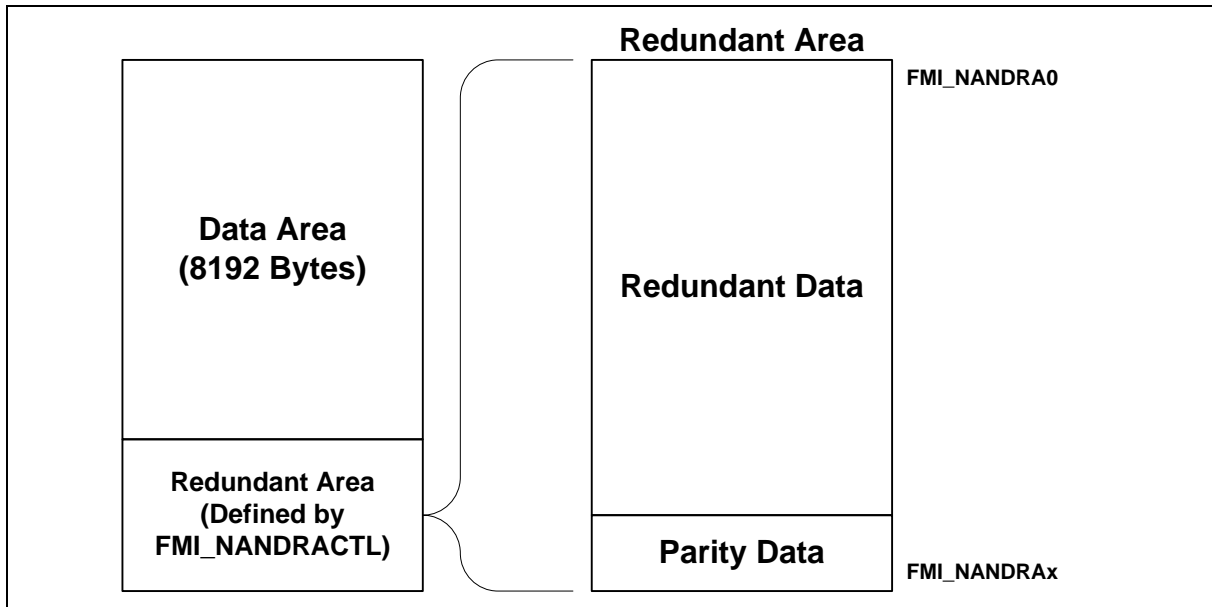 Data Area
(8192 Bytes)
Redundant Area
(Defined by
FMI_NANDRACTL)
Redundant Area
FMI_NANDRA0
Redundant Data
Parity Data
FMI_NANDRAx